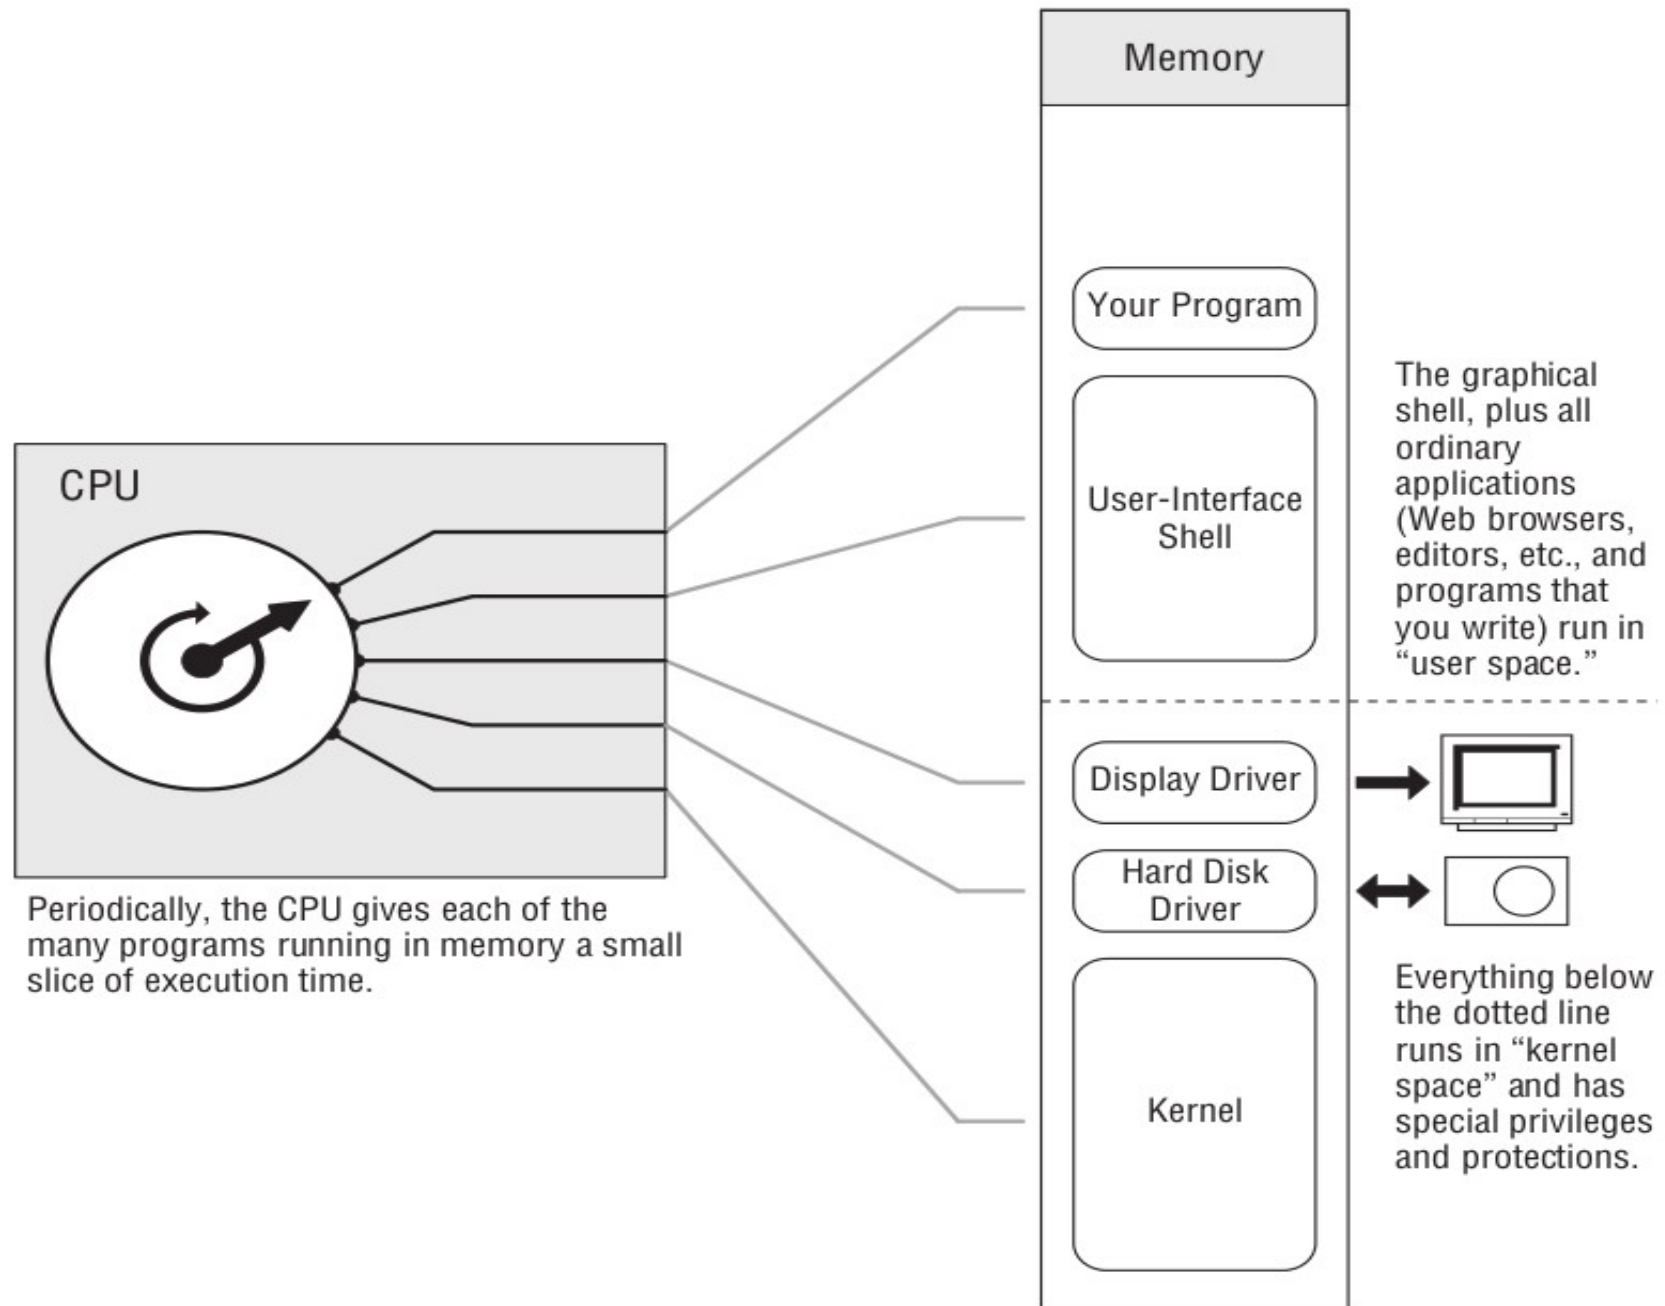 Memory
Your Program
User-Interface
Shell
The graphical
shell, plus all
ordinary
applications
(Web browsers,
editors, etc., and
programs that
you write) run in
“user space.”
CPU
Periodically, the CPU gives each of the
many programs running in memory a small
slice of execution time.
Display Driver
Hard Disk
Driver
Kernel
Everything below
the dotted line
runs in “kernel
space” and has
special privileges
and protections.